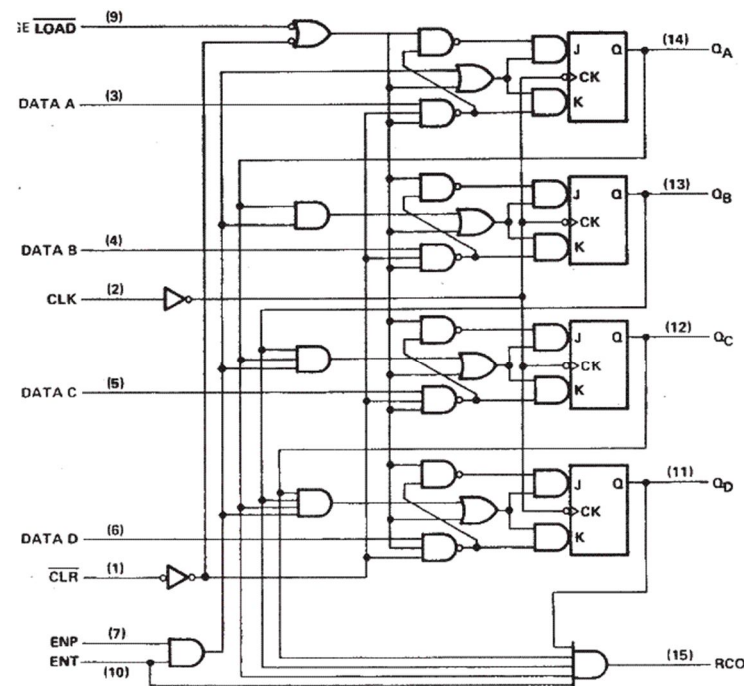 (9)
LOAD
J Q (14) QA
CK
DATA A (3)
K
J Q (13) QB
CK
DATA B (4)
K
CLK (2)
J Q (12) QC
CK
DATA C (5)
K
J Q (11) QD
CK
DATA D (6)
K
CLR (1)
ENP (7)
ENT
(10)
(15) RCO